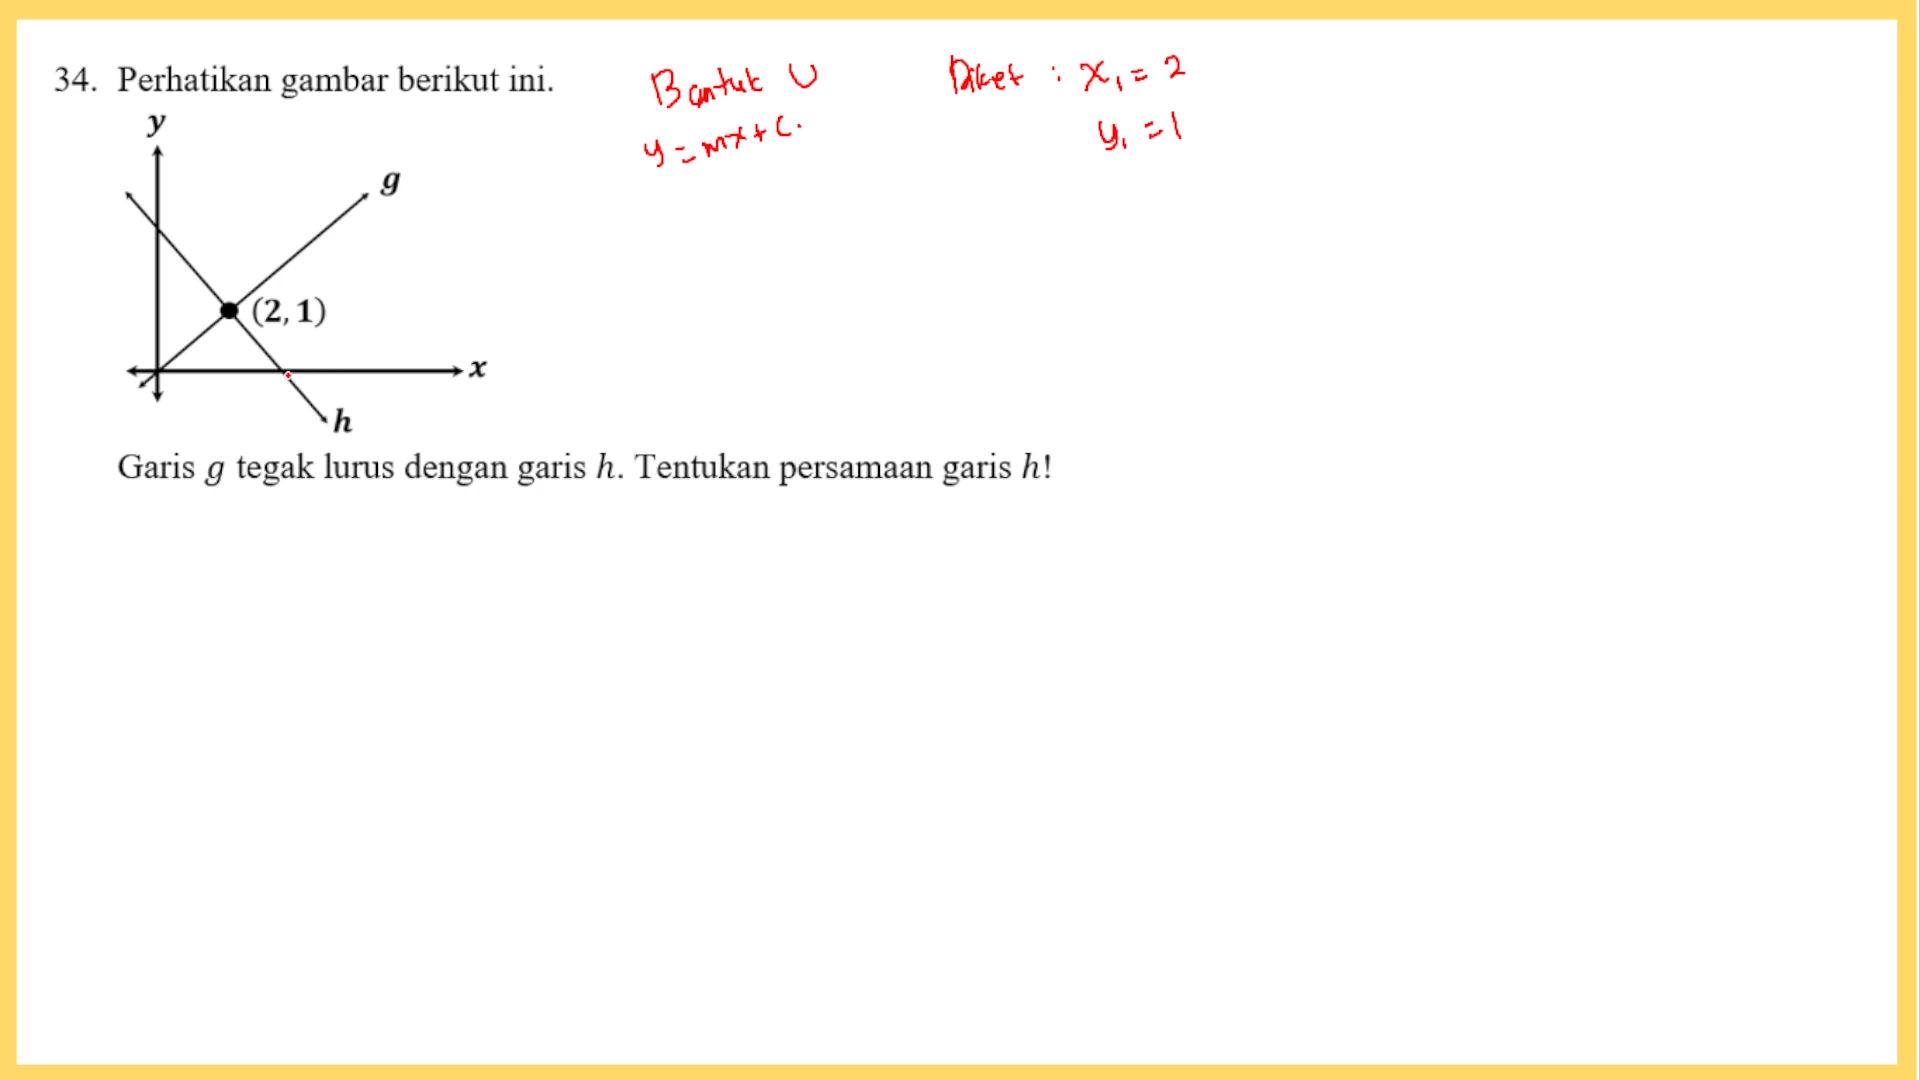 34. Perhatikan gambar berikut ini.
y
g
(2, 1)
x
h
Garis g tegak lurus dengan garis h. Tentukan persamaan garis h!
Bentuk U
y = mx + c.
Diket : x₁ = 2
y₁ = 1